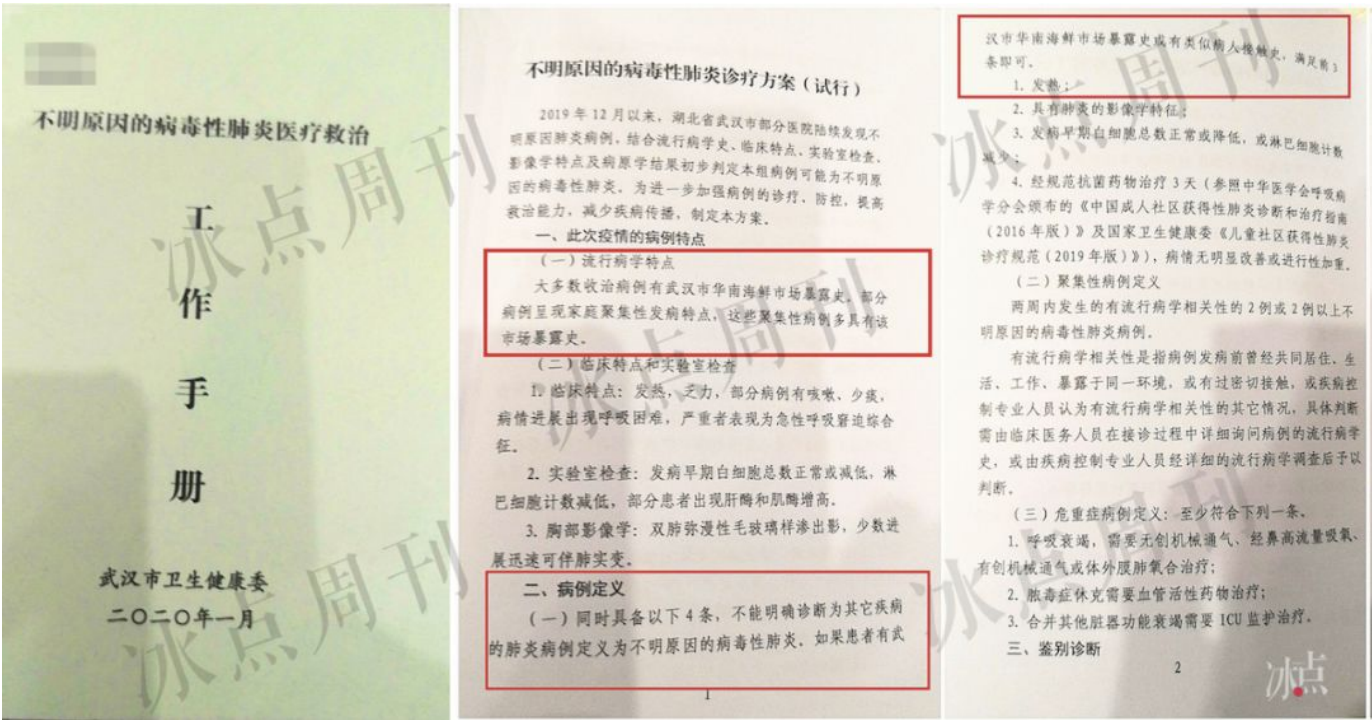 不明原因的病毒性肺炎医疗救治
工
作
手
册
武汉市卫生健康委
二〇二〇年一月
冰点周刊
冰点周刊
不明原因的病毒性肺炎诊疗方案（试行）
2019 年 12 月以来，湖北省武汉市部分医院陆续发现不
明原因肺炎病例，结合流行病学史、临床特点、实验室检查、
影像学特点及病原学结果初步判定本组病例可能为不明原
因的病毒性肺炎。为进一步加强病例的诊疗、防控，提高
救治能力，减少疾病传播，制定本方案。
一、此次疫情的病例特点
（一）流行病学特点
大多数收治病例有武汉市华南海鲜市场暴露史，部分
病例呈现家庭聚集性发病特点，这些聚集性病例多具有该
市场暴露史。
（二）临床特点和实验室检查
1. 临床特点：发热，乏力，部分病例有咳嗽、少痰，
病情进展出现呼吸困难，严重者表现为急性呼吸窘迫综合
征。
2. 实验室检查：发病早期白细胞总数正常或减低，淋
巴细胞计数减低，部分患者出现肝酶和肌酶增高。
3. 胸部影像学：双肺弥漫性毛玻璃样渗出影，少数进
展迅速可伴肺实变。
二、病例定义
（一）同时具备以下 4 条，不能明确诊断为其它疾病
的肺炎病例定义为不明原因的病毒性肺炎。如果患者有武
1
冰点周刊
汉市华南海鲜市场暴露史或有类似病人接触史，满足前 3
条即可。
1. 发热；
2. 具有肺炎的影像学特征；
3. 发病早期白细胞总数正常或降低，或淋巴细胞计数
减少；
4. 经规范抗菌药物治疗 3 天（参照中华医学会呼吸病
学分会颁布的《中国成人社区获得性肺炎诊断和治疗指南
（2016 年版）》及国家卫生健康委《儿童社区获得性肺炎
诊疗规范（2019 年版）》），病情无明显改善或进行性加重。
（二）聚集性病例定义
两周内发生的有流行病学相关性的 2 例或 2 例以上不
明原因的病毒性肺炎病例。
有流行病学相关性是指病例发病前曾经共同居住、生
活、工作、暴露于同一环境，或有过密切接触，或疾病控
制专业人员认为有流行病学相关性的其它情况，具体判断
需由临床医务人员在接诊过程中详细询问病例的流行病学
史，或由疾病控制专业人员经详细的流行病学调查后予以
判断。
（三）危重症病例定义：至少符合下列一条。
1. 呼吸衰竭，需要无创机械通气、经鼻高流量吸氧、
有创机械通气或体外膜肺氧合治疗；
2. 脓毒症休克需要血管活性药物治疗；
3. 合并其他脏器功能衰竭需要 ICU 监护治疗。
三、鉴别诊断
2
冰点周刊
冰点周刊
冰点